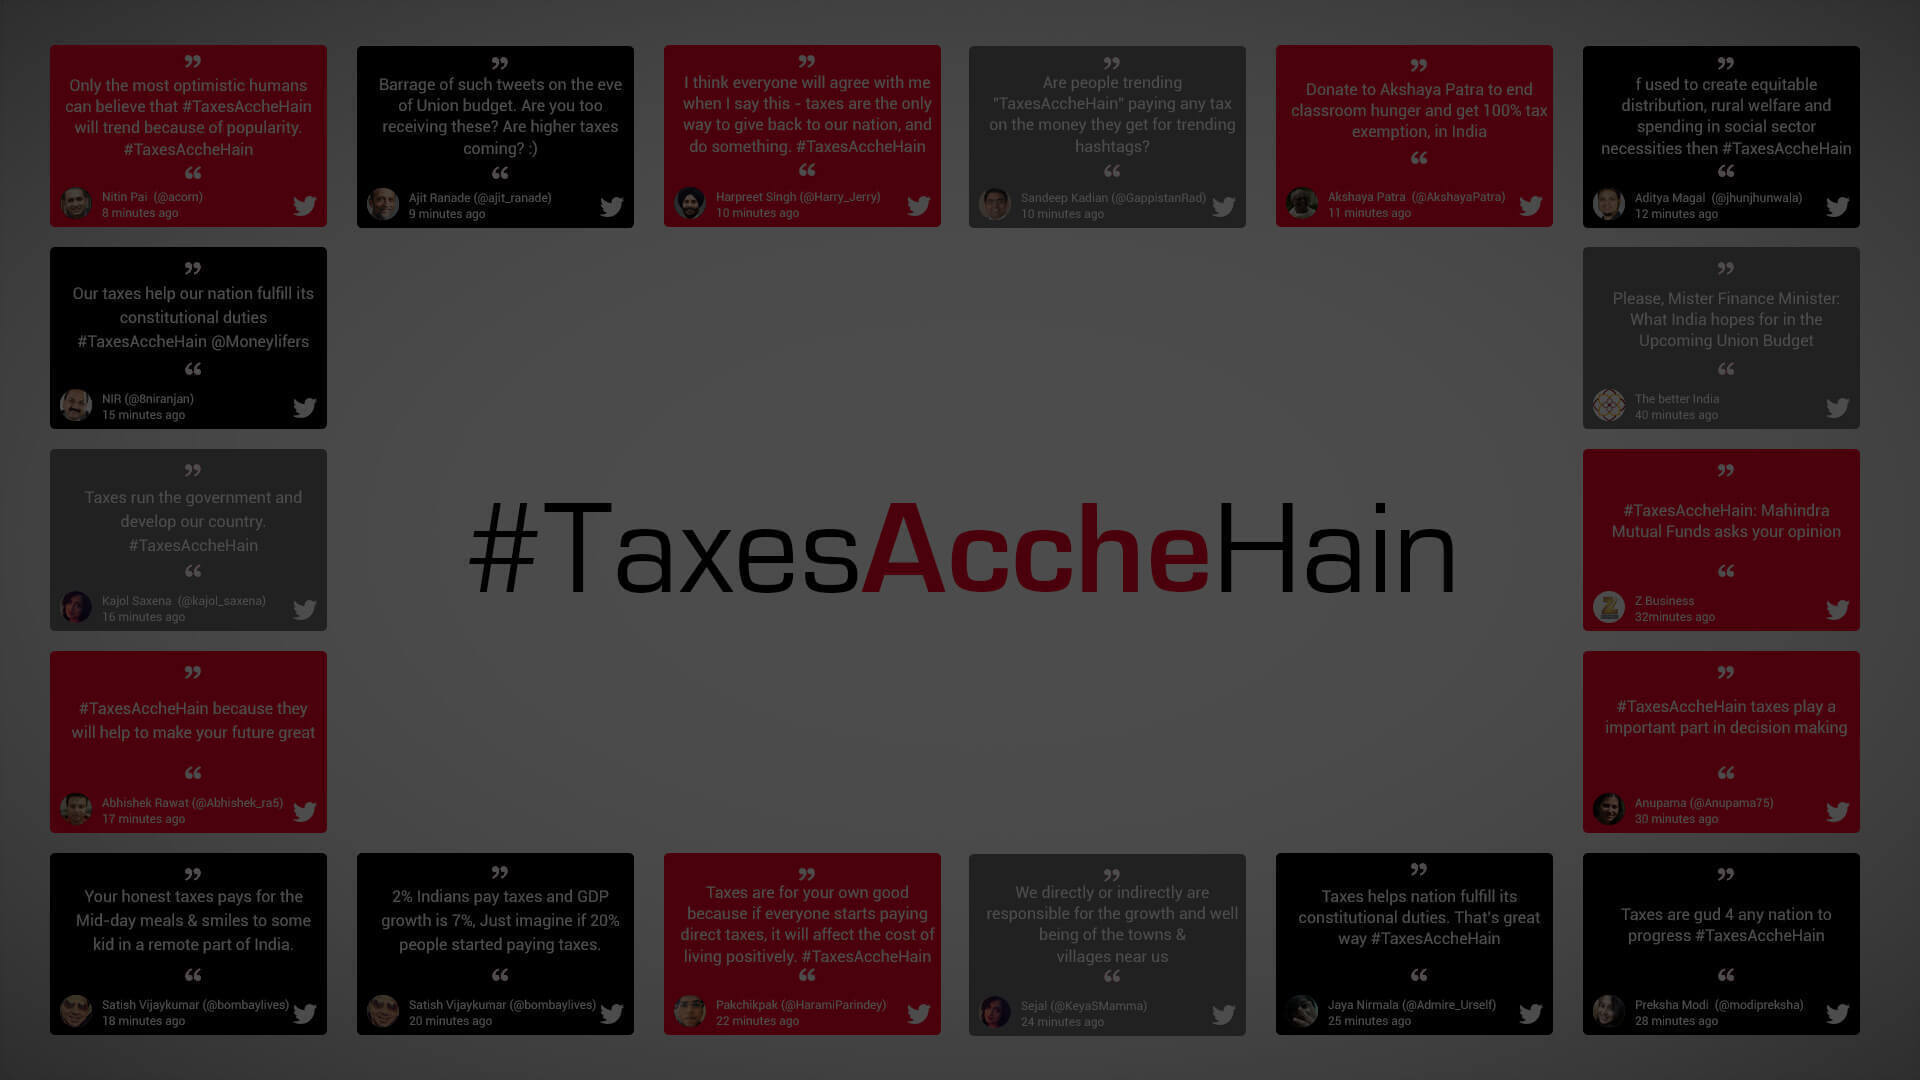 ”
Only the most optimistic humans
can believe that #TaxesAccheHain
will trend because of popularity.
#TaxesAccheHain
“
Nitin Pai (@acorn)
8 minutes ago
”
Barrage of such tweets on the eve
of Union budget. Are you too
receiving these? Are higher taxes
coming? :)
“
Ajit Ranade (@ajit_ranade)
9 minutes ago
”
I think everyone will agree with me
when I say this - taxes are the only
way to give back to our nation, and
do something. #TaxesAccheHain
“
Harpreet Singh (@Harry_Jerry)
10 minutes ago
”
Are people trending
"TaxesAccheHain" paying any tax
on the money they get for trending
hashtags?
“
Sandeep Kadian (@GappistanRad)
10 minutes ago
”
Donate to Akshaya Patra to end
classroom hunger and get 100% tax
exemption, in India
“
Akshaya Patra (@AkshayaPatra)
11 minutes ago
”
f used to create equitable
distribution, rural welfare and
spending in social sector
necessities then #TaxesAccheHain
“
Aditya Magal (@jhunjhunwala)
12 minutes ago
”
Our taxes help our nation fulfill its
constitutional duties
#TaxesAccheHain @Moneylifers
“
NIR (@8niranjan)
15 minutes ago
”
Please, Mister Finance Minister:
What India hopes for in the
Upcoming Union Budget
“
The better India
40 minutes ago
”
Taxes run the government and
develop our country.
#TaxesAccheHain
“
Kajol Saxena (@kajol_saxena)
16 minutes ago
#TaxesAccheHain
”
#TaxesAccheHain: Mahindra
Mutual Funds asks your opinion
“
Z Business
32minutes ago
”
#TaxesAccheHain because they
will help to make your future great
“
Abhishek Rawat (@Abhishek_ra5)
17 minutes ago
”
#TaxesAccheHain taxes play a
important part in decision making
“
Anupama (@Anupama75)
30 minutes ago
”
Your honest taxes pays for the
Mid-day meals & smiles to some
kid in a remote part of India.
“
Satish Vijaykumar (@bombaylives)
18 minutes ago
”
2% Indians pay taxes and GDP
growth is 7%, Just imagine if 20%
people started paying taxes.
“
Satish Vijaykumar (@bombaylives)
20 minutes ago
”
Taxes are for your own good
because if everyone starts paying
direct taxes, it will affect the cost of
living positively. #TaxesAccheHain
“
Pakchikpak (@HaramiParindey)
22 minutes ago
”
We directly or indirectly are
responsible for the growth and well
being of the towns &
villages near us
“
Sejal (@KeyaSMamma)
24 minutes ago
”
Taxes helps nation fulfill its
constitutional duties. That's great
way #TaxesAccheHain
“
Jaya Nirmala (@Admire_Urself)
25 minutes ago
”
Taxes are gud 4 any nation to
progress #TaxesAccheHain
“
Preksha Modi (@modipreksha)
28 minutes ago